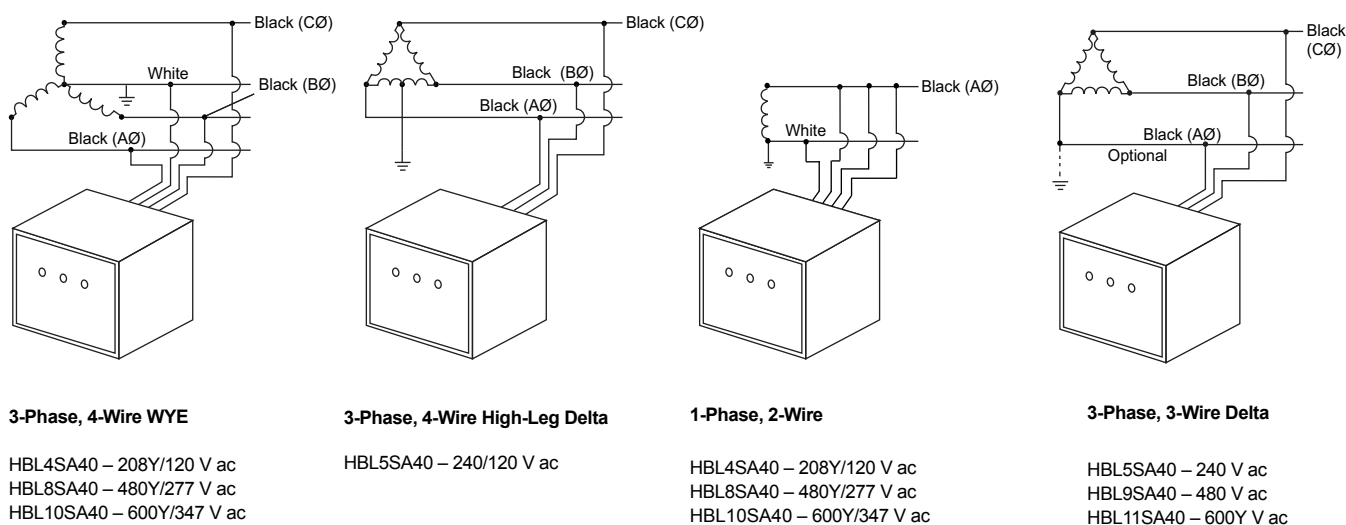 Black (CØ)
White
Black (BØ)
Black (AØ)
3-Phase, 4-Wire WYE
HBL4SA40 – 208Y/120 V ac
HBL8SA40 – 480Y/277 V ac
HBL10SA40 – 600Y/347 V ac
Black (CØ)
Black (BØ)
Black (AØ)
3-Phase, 4-Wire High-Leg Delta
HBL5SA40 – 240/120 V ac
Black (AØ)
White
1-Phase, 2-Wire
HBL4SA40 – 208Y/120 V ac
HBL8SA40 – 480Y/277 V ac
HBL10SA40 – 600Y/347 V ac
Black
(CØ)
Black (BØ)
Black (AØ)
Optional
3-Phase, 3-Wire Delta
HBL5SA40 – 240 V ac
HBL9SA40 – 480 V ac
HBL11SA40 – 600Y V ac